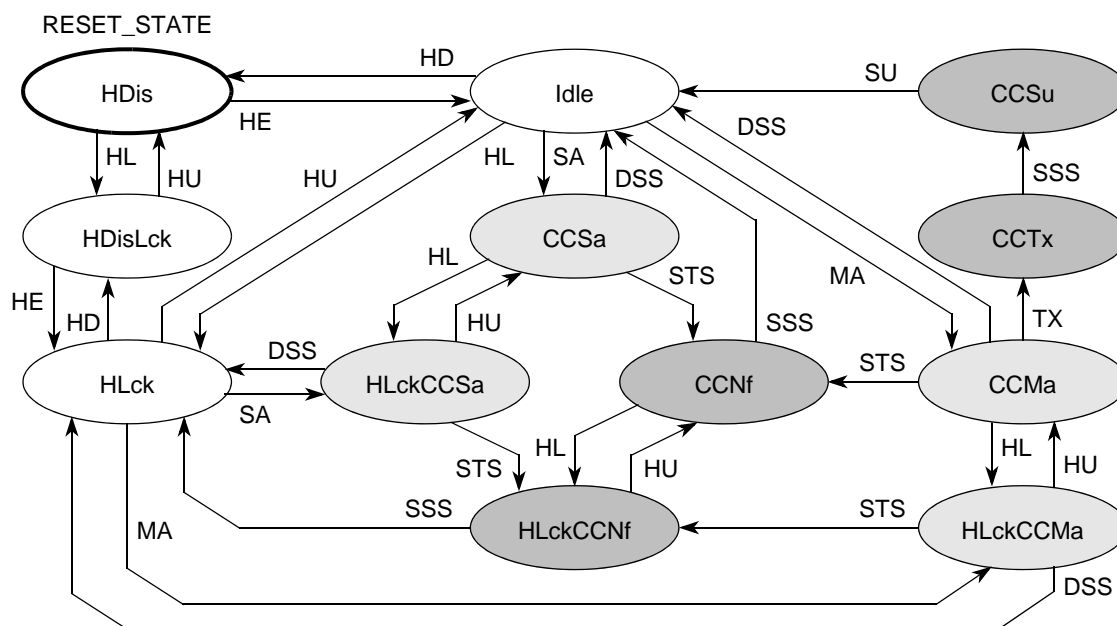 RESET_STATE
HD
SU
HDis
Idle
CCSu
HE
DSS
HL
HL
SA
HU
HU
DSS
SSS
HDisLck
CCSa
CCTx
HL
STS
MA
HE
HD
HU
SSS
TX
DSS
STS
HLck
HLckCCSa
CCNf
CCMa
SA
HL
HL
STS
HU
HU
SSS
STS
MA
HLckCCNf
HLckCCMa
DSS